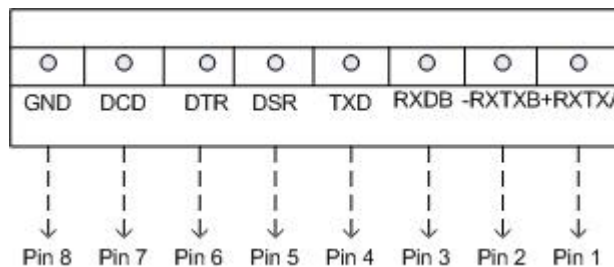 GND DCD DTR DSR TXD RXDB -RXTXB +RXTXA
Pin 8 Pin 7 Pin 6 Pin 5 Pin 4 Pin 3 Pin 2 Pin 1